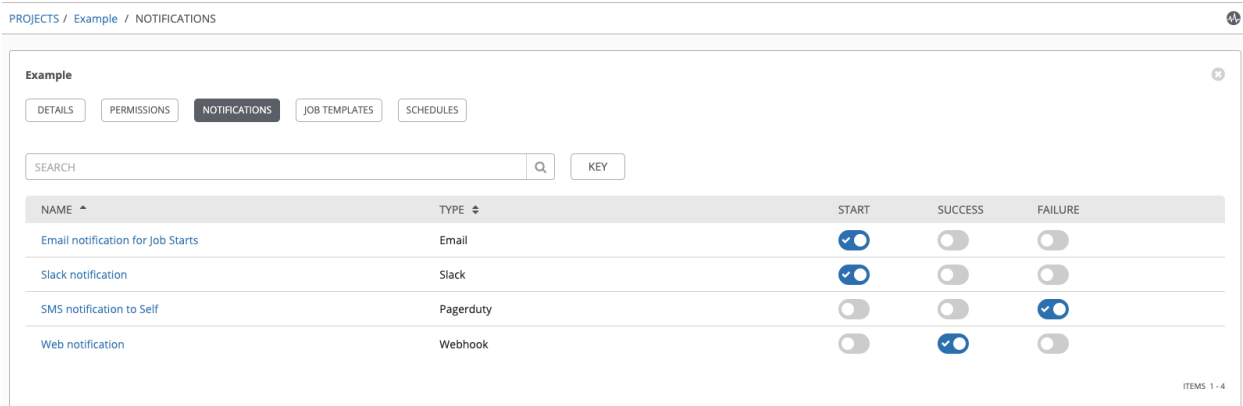 PROJECTS / Example / NOTIFICATIONS
Example
DETAILS PERMISSIONS NOTIFICATIONS JOB TEMPLATES SCHEDULES
SEARCH KEY
NAME TYPE START SUCCESS FAILURE
Email notification for Job Starts Email
Slack notification Slack
SMS notification to Self Pagerduty
Web notification Webhook
ITEMS 1 - 4